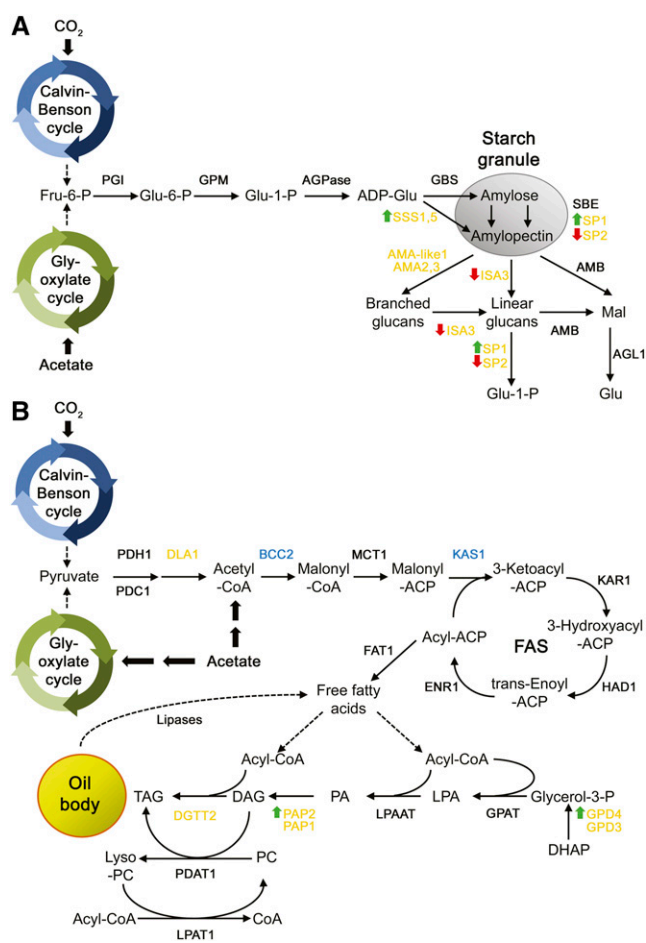 A
CO2
Calvin-
Benson
cycle
Fru-6-P
PGI
Glu-6-P
GPM
Glu-1-P
AGPase
ADP-Glu
GBS
SSS1,5
Starch
granule
Amylose
Amylopectin
SBE
SP1
SP2
AMA-like1
AMA2,3
ISA3
AMB
Branched
glucans
Linear
glucans
Mal
ISA3
AMB
SP1
SP2
AGL1
Glu-1-P
Glu
Gly-
oxylate
cycle
Acetate
B
CO2
Calvin-
Benson
cycle
Pyruvate
PDH1
PDC1
DLA1
Acetyl
-CoA
BCC2
Malonyl
-CoA
MCT1
Malonyl
-ACP
KAS1
3-Ketoacyl
-ACP
KAR1
3-Hydroxyacyl
-ACP
FAS
Acyl-ACP
HAD1
trans-Enoyl
-ACP
ENR1
FAT1
Gly-
oxylate
cycle
Acetate
Free fatty
acids
Lipases
Oil
body
Acyl-CoA
Acyl-CoA
TAG
DGTT2
DAG
PAP2
PAP1
PA
LPAAT
LPA
GPAT
Glycerol-3-P
GPD4
GPD3
DHAP
Lyso
-PC
PDAT1
PC
Acyl-CoA
LPAT1
CoA